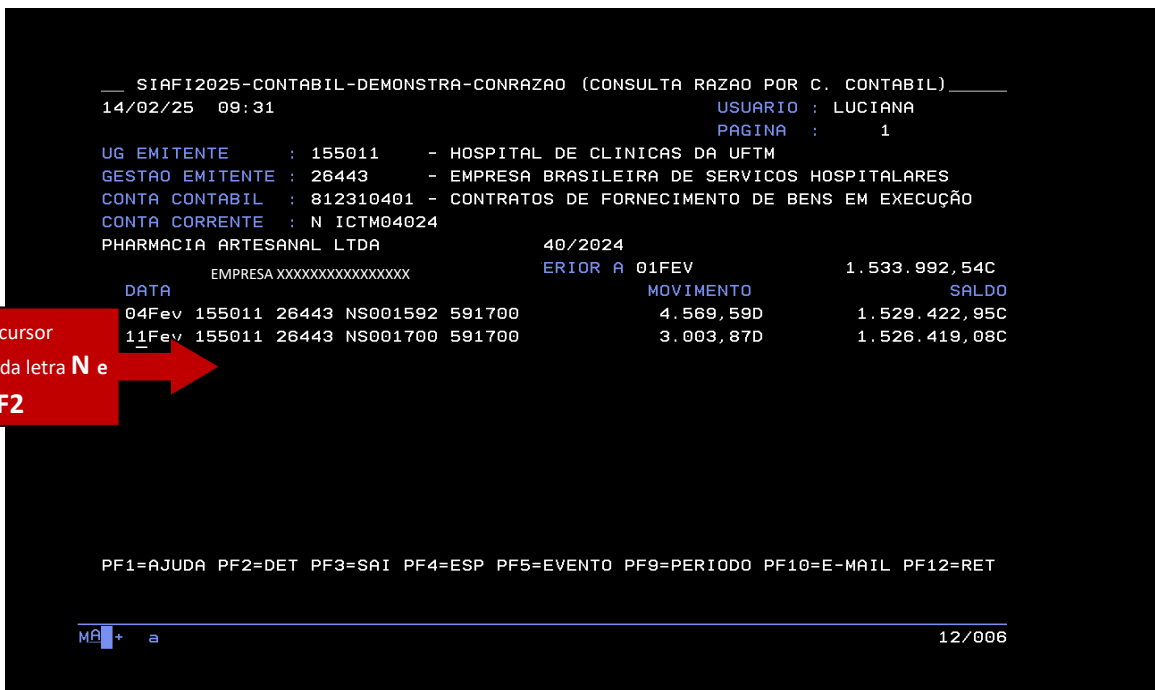 __ SIAFI2025-CONTABIL-DEMONSTRA-CONRAZAO (CONSULTA RAZAO POR C. CONTABIL)______
14/02/25 09:31 USUARIO : LUCIANA
PAGINA : 1
UG EMITENTE : 155011 - HOSPITAL DE CLINICAS DA UFTM
GESTAO EMITENTE : 26443 - EMPRESA BRASILEIRA DE SERVICOS HOSPITALARES
CONTA CONTABIL : 812310401 - CONTRATOS DE FORNECIMENTO DE BENS EM EXECUÇÃO
CONTA CORRENTE : N ICTM04024
PHARMACIA ARTESANAL LTDA 40/2024
EMPRESA XXXXXXXXXXXXXXXX ERIOR A 01FEV 1.533.992,54C
DATA MOVIMENTO SALDO
04Fev 155011 26443 NS001592 591700 4.569,59D 1.529.422,95C
11Fev 155011 26443 NS001700 591700 3.003,87D 1.526.419,08C
cursor
da letra N e
F2
PF1=AJUDA PF2=DET PF3=SAI PF4=ESP PF5=EVENTO PF9=PERIODO PF10=E-MAIL PF12=RET
MA + a 12/006